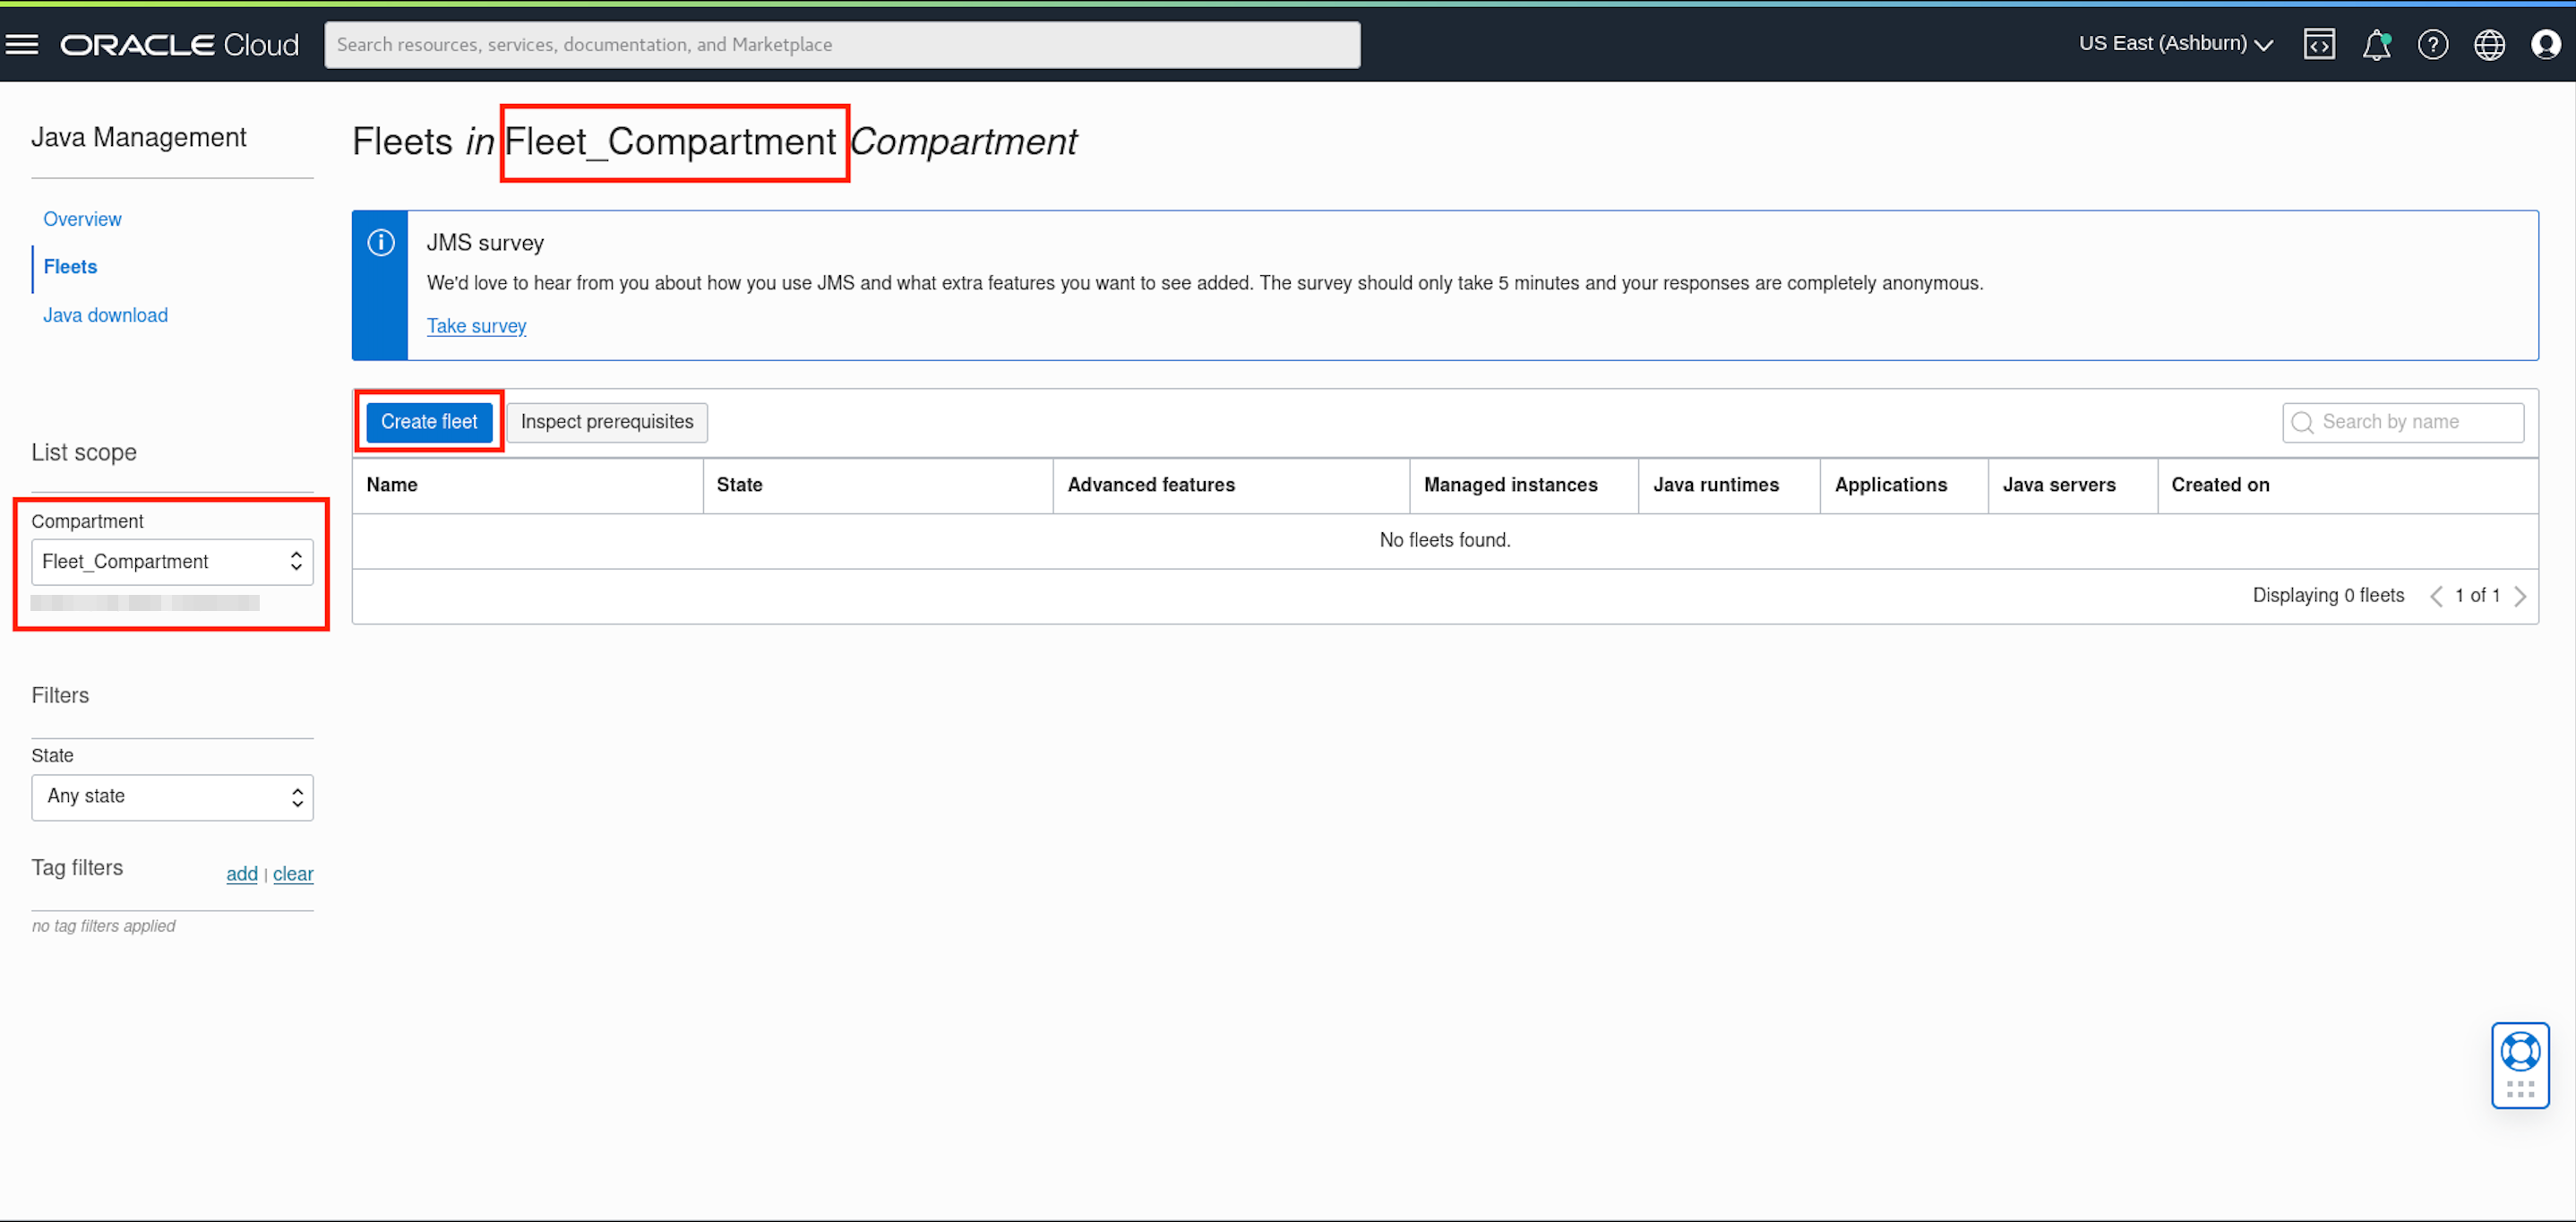 ORACLE Cloud
Search resources, services, documentation, and Marketplace
US East (Ashburn)
Java Management
Overview
Fleets
Java download
List scope
Compartment
Fleet_Compartment
Filters
State
Any state
Tag filters
add | clear
no tag filters applied
Fleets in Fleet_Compartment Compartment
JMS survey
We'd love to hear from you about how you use JMS and what extra features you want to see added. The survey should only take 5 minutes and your responses are completely anonymous.
Take survey
Create fleet Inspect prerequisites
Search by name
Name State Advanced features Managed instances Java runtimes Applications Java servers Created on
No fleets found.
Displaying 0 fleets < 1 of 1 >